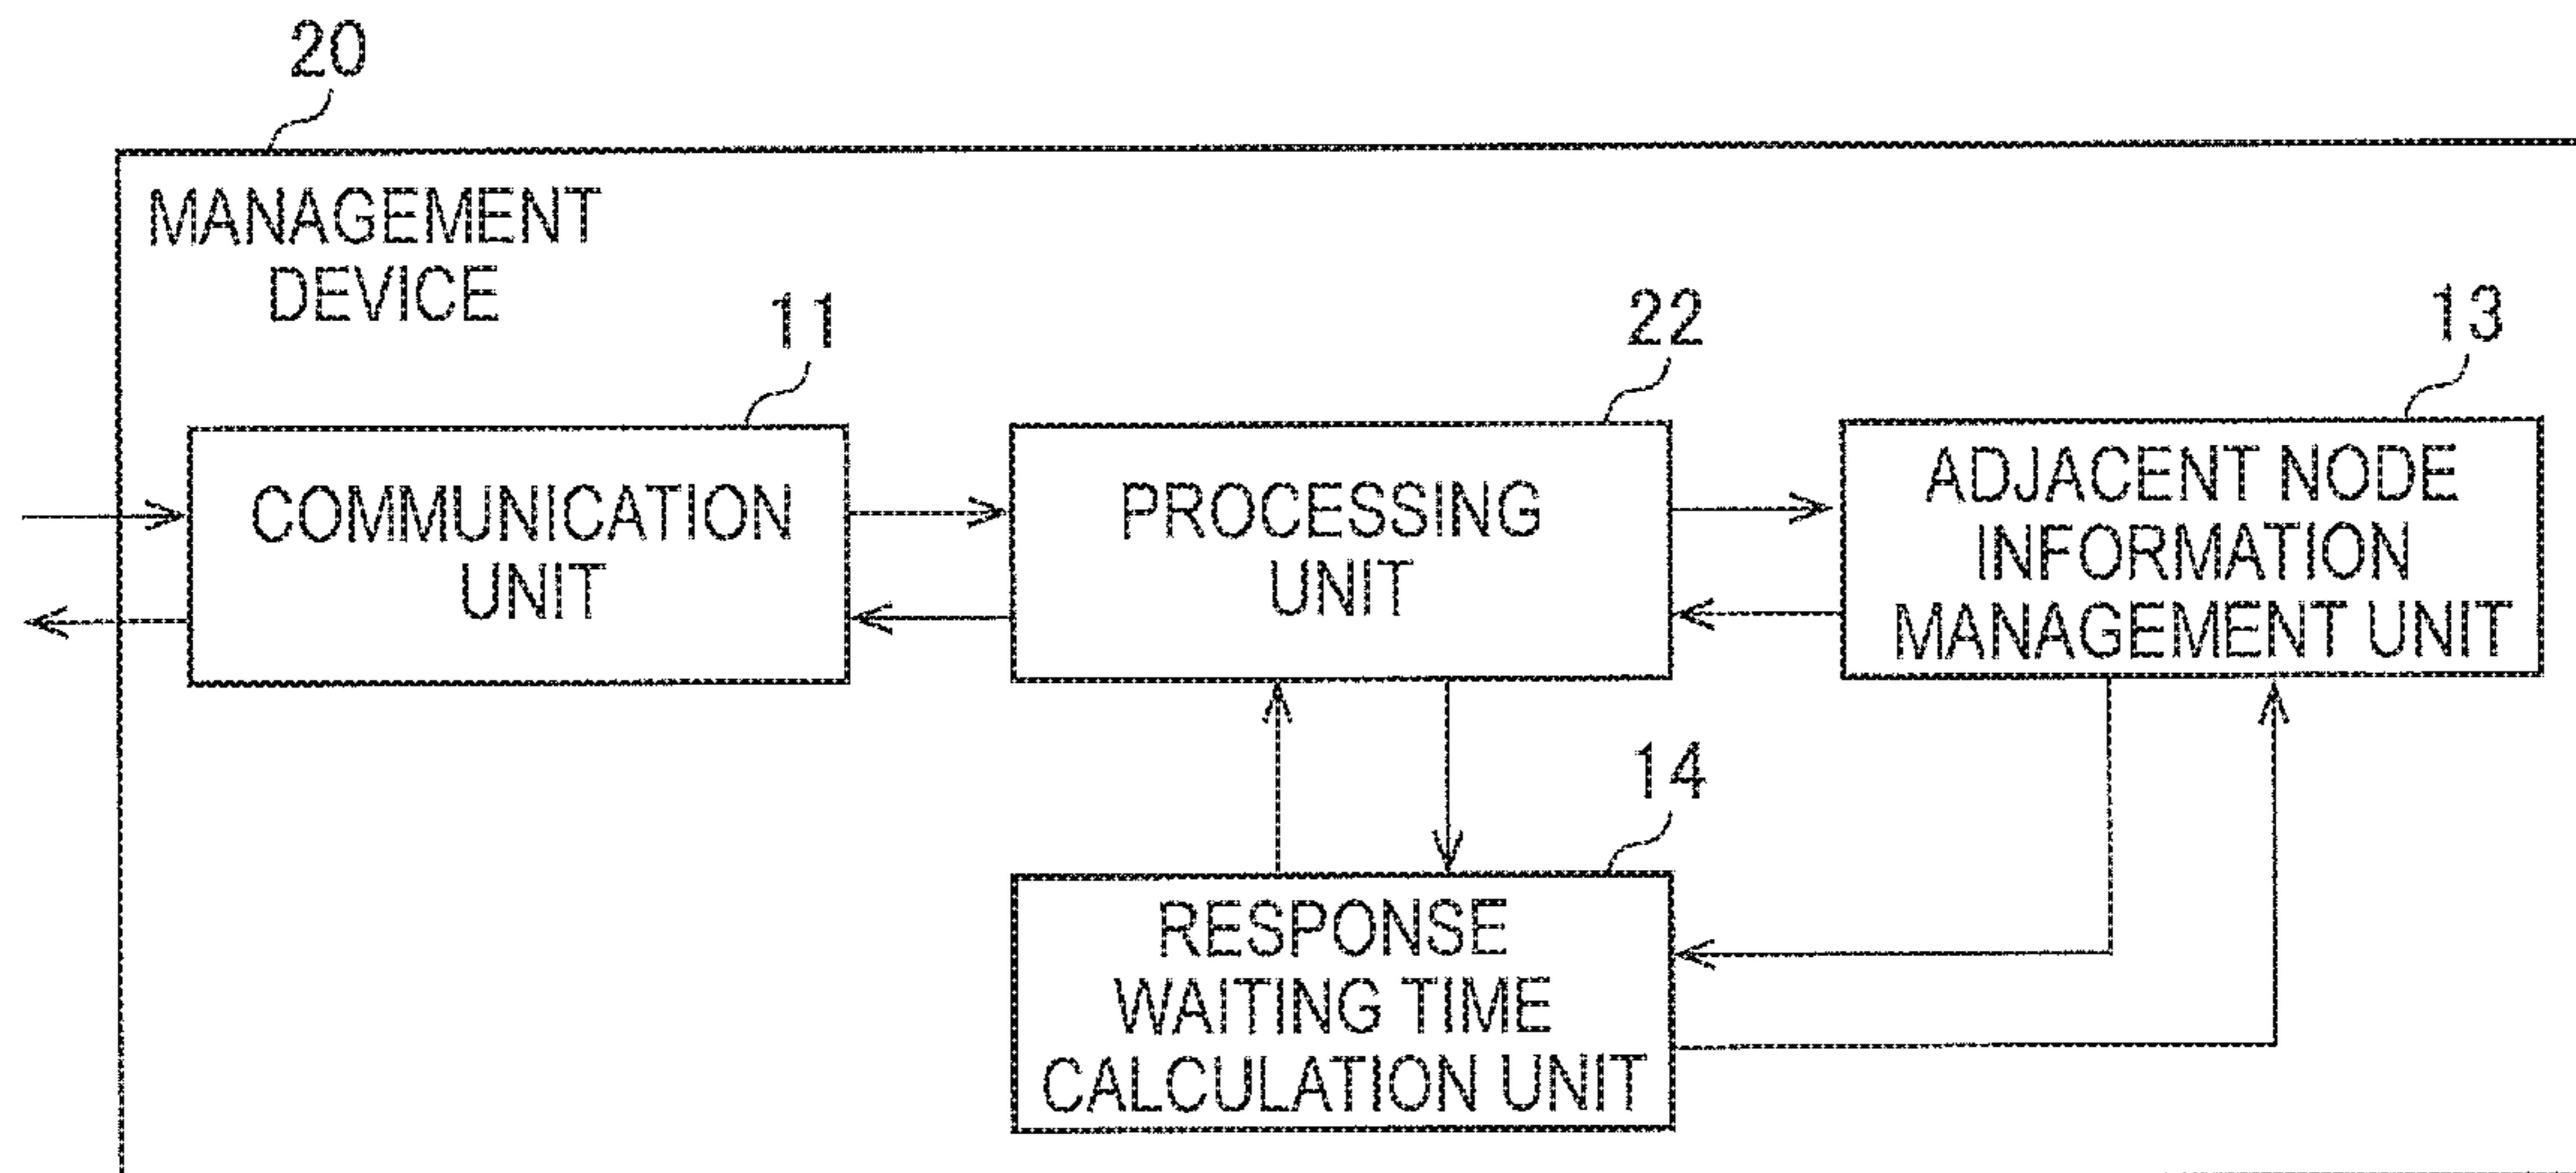 20
MANAGEMENT
DEVICE
11
22
13
COMMUNICATION
UNIT
PROCESSING
UNIT
ADJACENT NODE
INFORMATION
MANAGEMENT UNIT
14
RESPONSE
WAITING TIME
CALCULATION UNIT